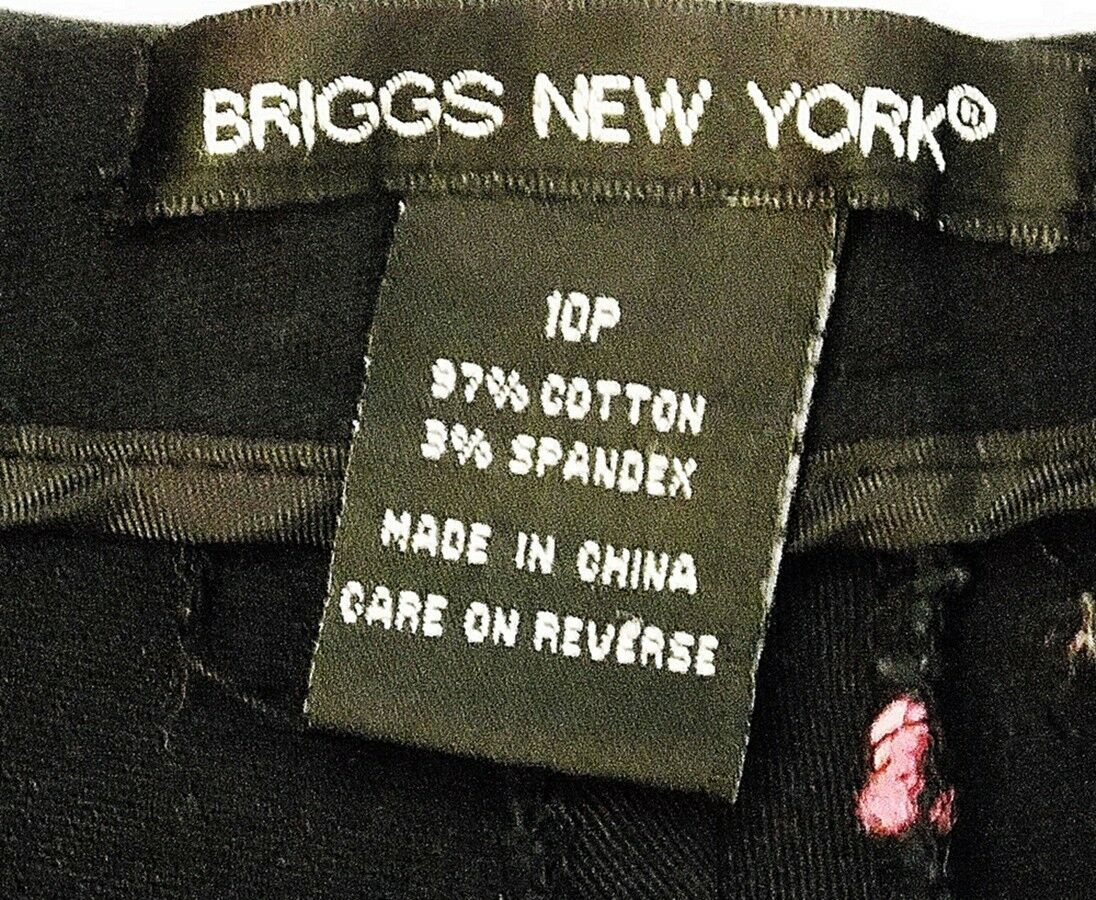 BRIGGS NEW YORK®
10P
97% COTTON
3% SPANDEX
MADE IN CHINA
CARE ON REVERSE